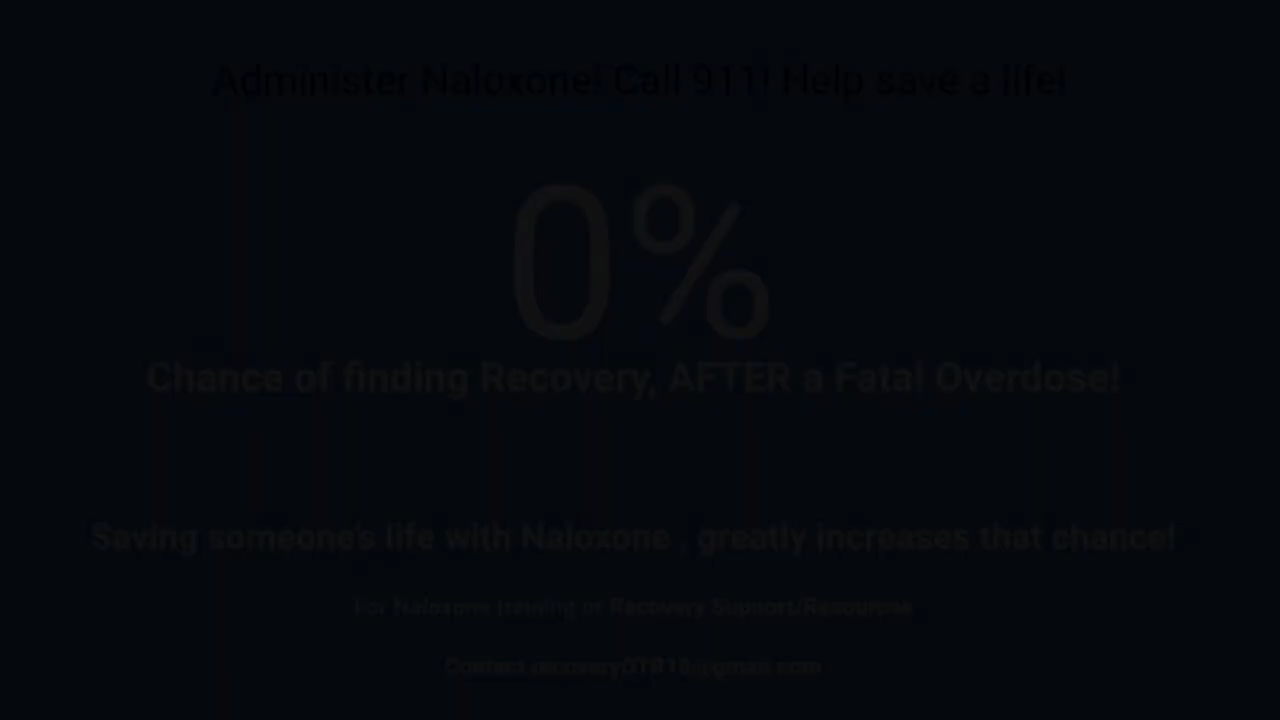 Administer Naloxone! Call 911! Help save a life!
0%
Chance of finding Recovery, AFTER a Fatal Overdose!
Saving someone's life with Naloxone , greatly increases that chance!
For Naloxone training or Recovery Support/Resources
Contact